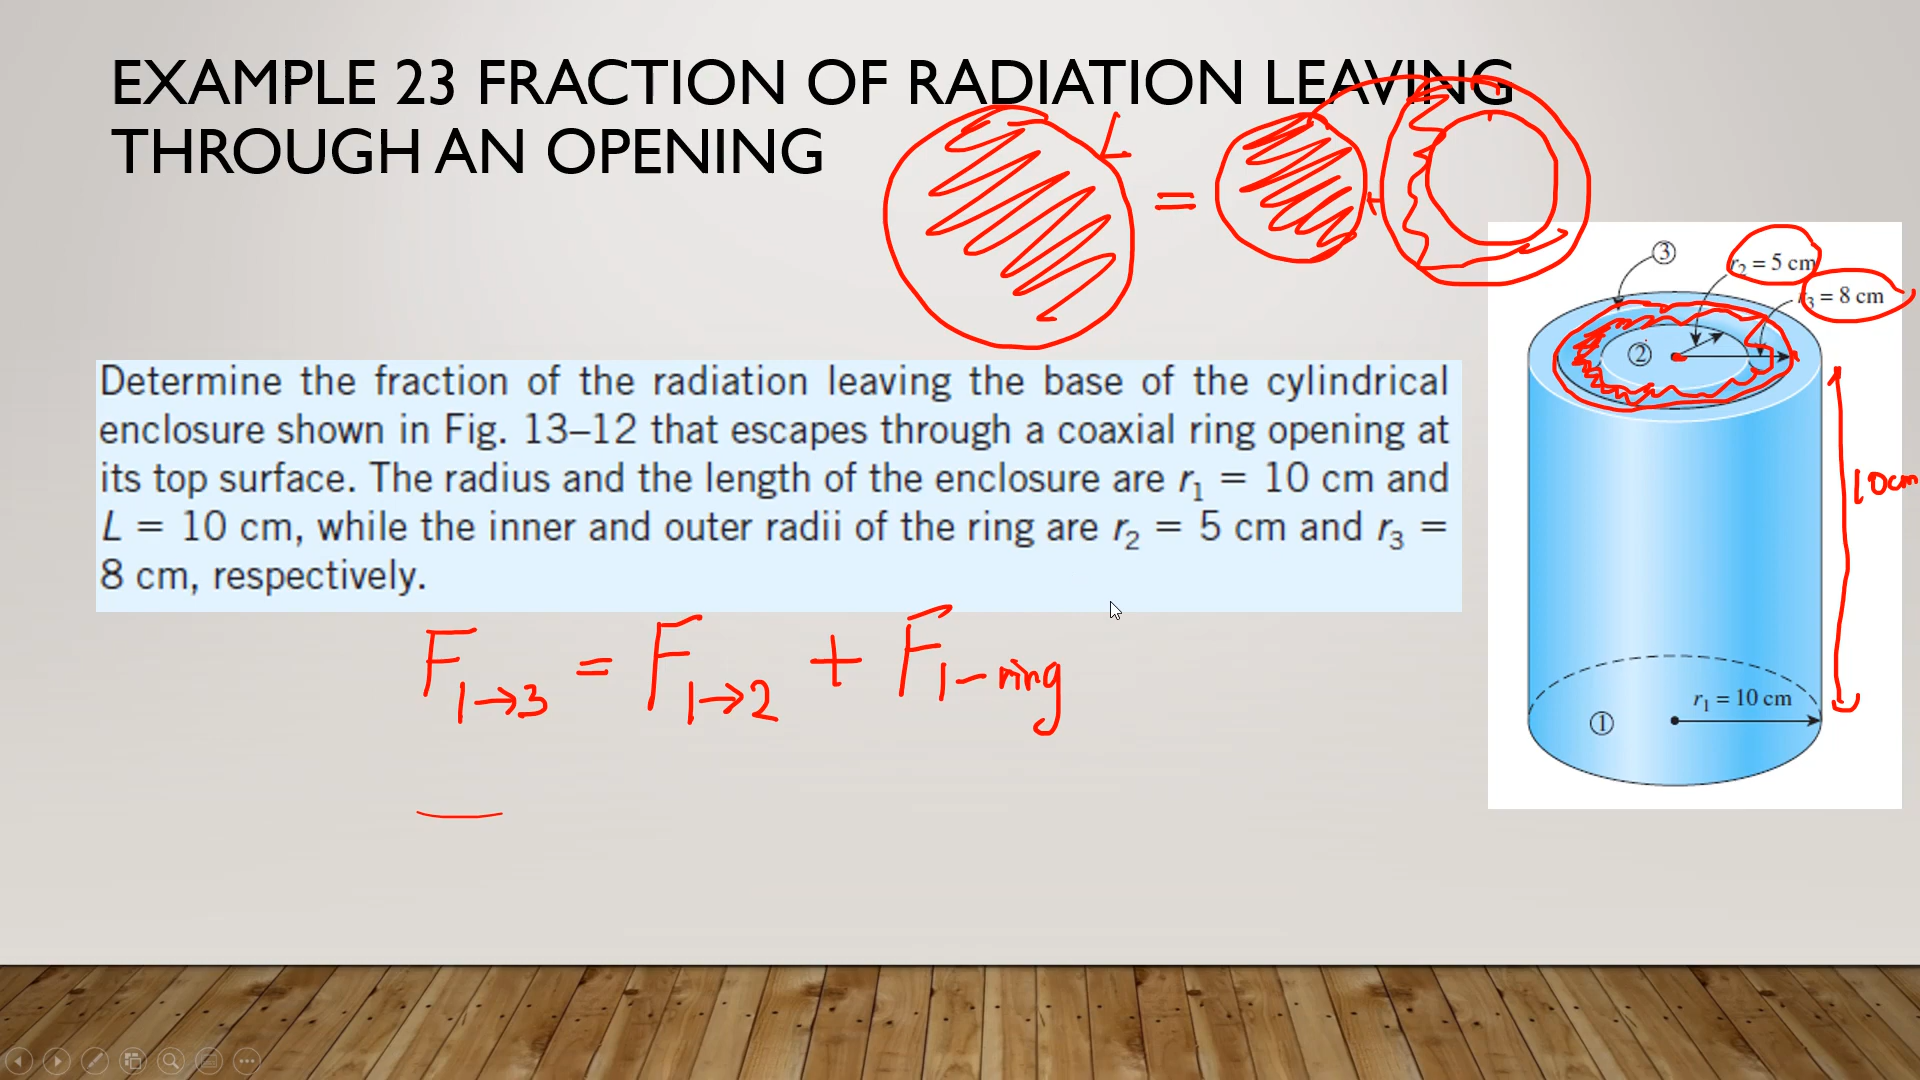 EXAMPLE 23 FRACTION OF RADIATION LEAVING
THROUGH AN OPENING
L
=
+
Determine the fraction of the radiation leaving the base of the cylindrical
enclosure shown in Fig. 13–12 that escapes through a coaxial ring opening at
its top surface. The radius and the length of the enclosure are r₁ = 10 cm and
L = 10 cm, while the inner and outer radii of the ring are r₂ = 5 cm and r₃ =
8 cm, respectively.
③
r₂ = 5 cm
r₃ = 8 cm
②
10cm
r₁ = 10 cm
①
F1→3 = F1→2 + F1-ring